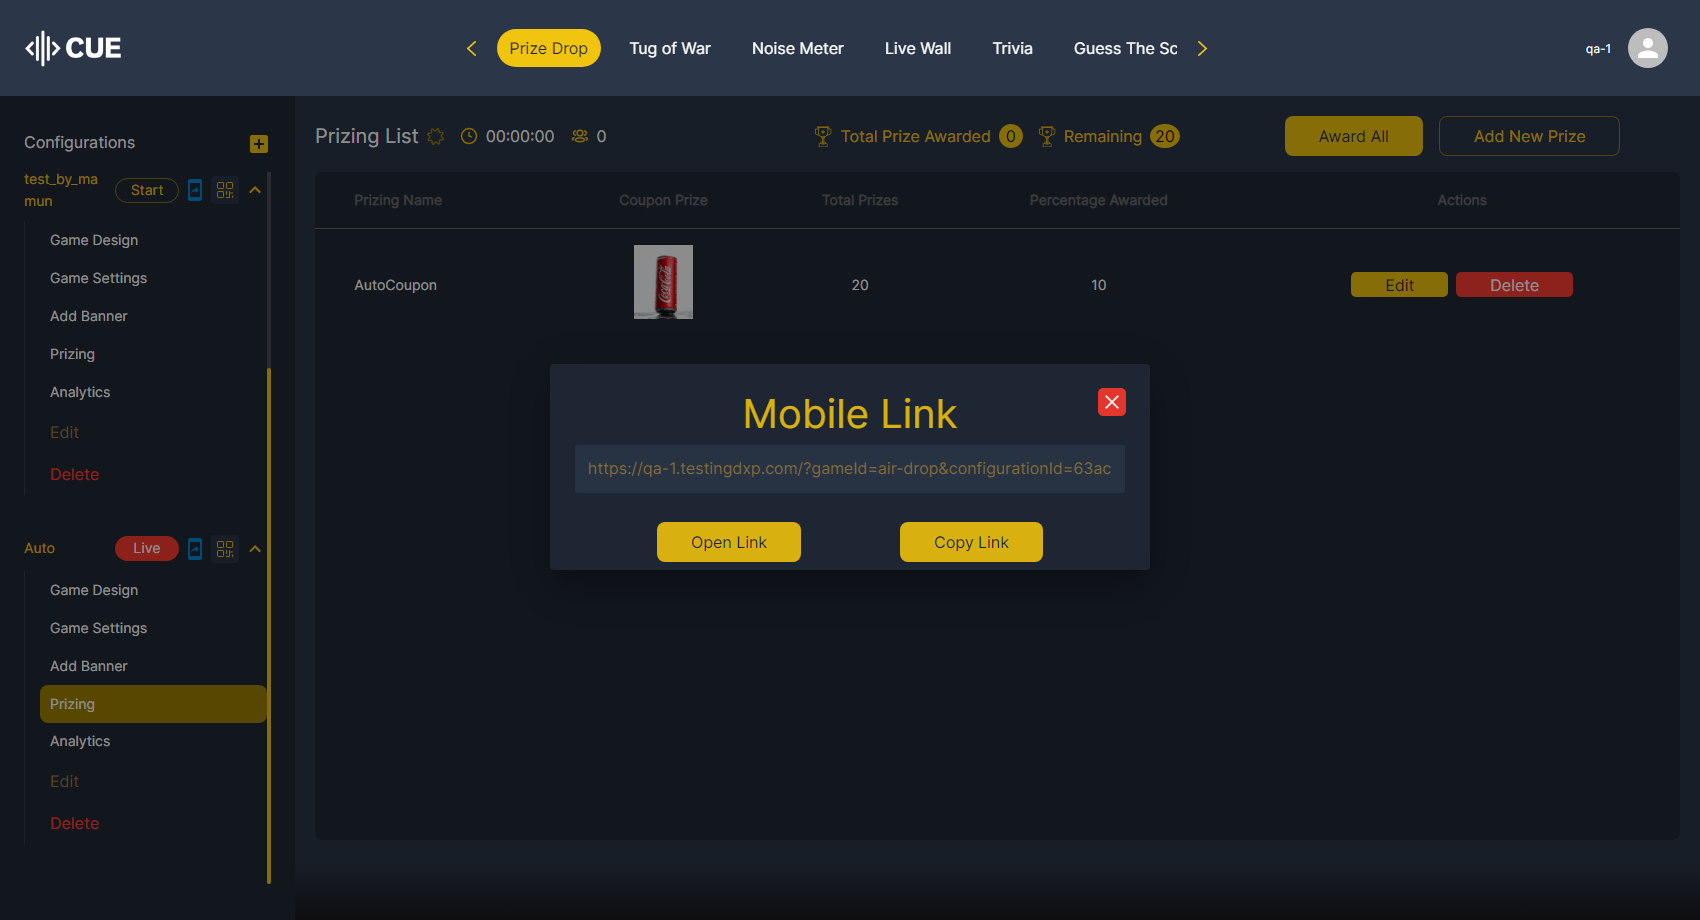 CUE
Prize Drop
Tug of War
Noise Meter
Live Wall
Trivia
Guess The Sc
qa-1
Configurations
test_by_ma
mun
Start
Game Design
Game Settings
Add Banner
Prizing
Analytics
Edit
Delete
Auto
Live
Game Design
Game Settings
Add Banner
Prizing
Analytics
Edit
Delete
Prizing List
00:00:00
0
Total Prize Awarded 0
Remaining 20
Award All
Add New Prize
Prizing Name
Coupon Prize
Total Prizes
Percentage Awarded
Actions
AutoCoupon
Coca-Cola
20
10
Edit
Delete
Mobile Link
https://qa-1.testingdxp.com/?gameId=air-drop&configurationId=63ac
Open Link
Copy Link